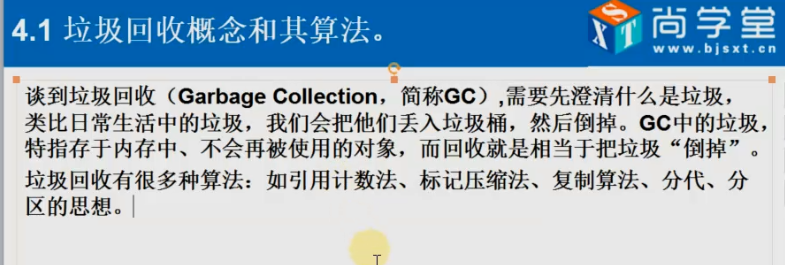 4.1 垃圾回收概念和其算法。
SXT 尚学堂
www.bjsxt.cn
谈到垃圾回收（Garbage Collection，简称GC）,需要先澄清什么是垃圾，
类比日常生活中的垃圾，我们会把他们丢入垃圾桶，然后倒掉。GC中的垃圾，
特指存于内存中、不会再被使用的对象，而回收就是相当于把垃圾“倒掉”。
垃圾回收有很多种算法：如引用计数法、标记压缩法、复制算法、分代、分
区的思想。